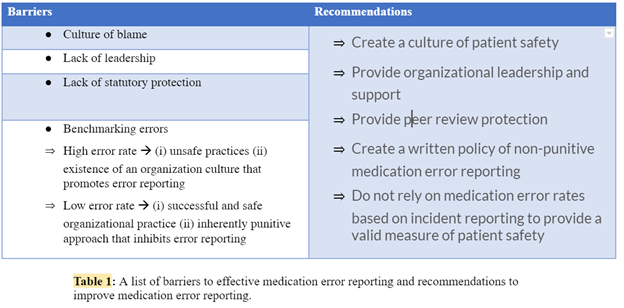 Barriers
● Culture of blame
● Lack of leadership
● Lack of statutory protection
● Benchmarking errors
⇒ High error rate → (i) unsafe practices (ii)
existence of an organization culture that
promotes error reporting
⇒ Low error rate → (i) successful and safe
organizational practice (ii) inherently punitive
approach that inhibits error reporting
Recommendations
⇒ Create a culture of patient safety
⇒ Provide organizational leadership and
support
⇒ Provide peer review protection
⇒ Create a written policy of non-punitive
medication error reporting
⇒ Do not rely on medication error rates
based on incident reporting to provide a
valid measure of patient safety
Table 1: A list of barriers to effective medication error reporting and recommendations to
improve medication error reporting.